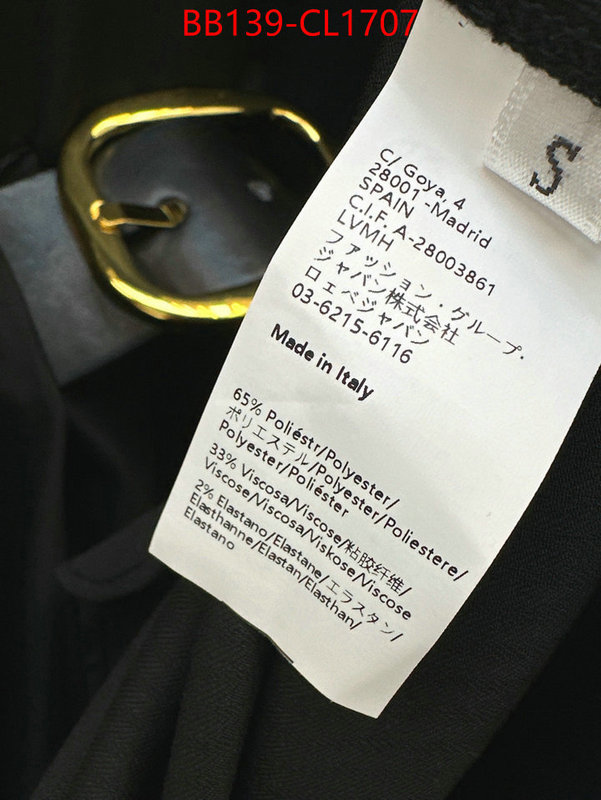 BB139-CL1707
S
C/ Goya, 4
28001 -Madrid
SPAIN
C.I.F. A-28003861
LVMH
ファッション・グループ・
ジャパン株式会社
ロエベジャパン
03-6215-6116
Made in Italy
65% Poliéstr/Polyester/
ポリエステル/Polyester/Poliestere/
Polyester/Poliéster
33% Viscosa/Viscose/粘胶纤维/
Viscose/Viscosa/Viskose/Viscose
2% Elastano/Elastane/エラスタン/
Elasthanne/Elastan/Elasthan/
Elastano